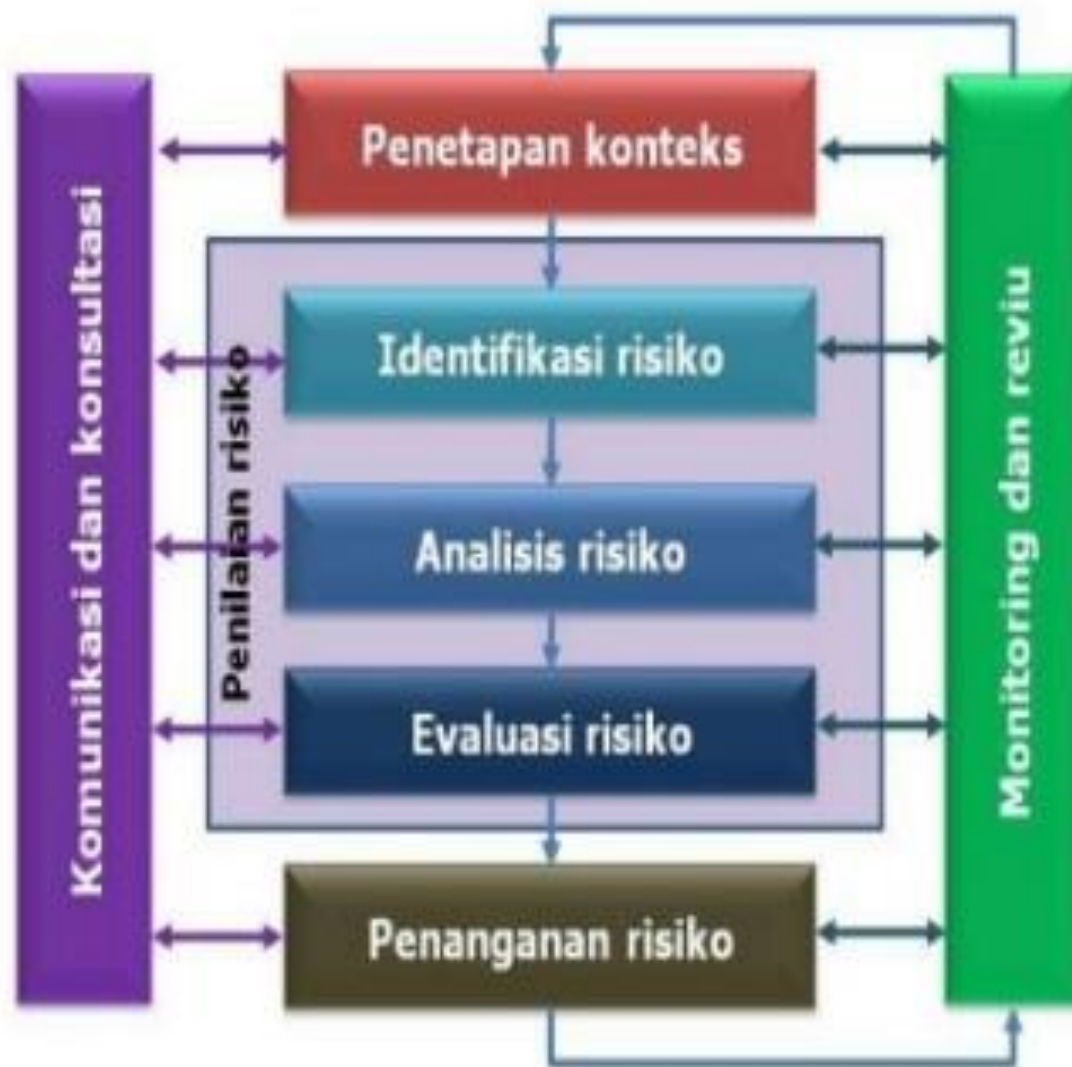 Komunikasi dan konsultasi
Penetapan konteks
Penilaian risiko
Identifikasi risiko
Analisis risiko
Evaluasi risiko
Penanganan risiko
Monitoring dan reviu